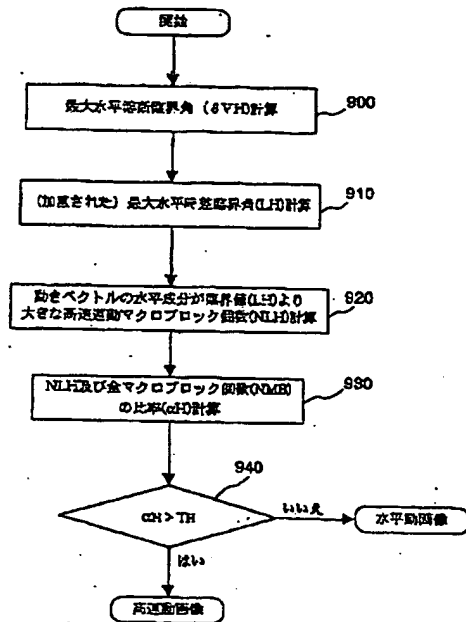 開始
最大水平 臨界角 (δVH)計算
900
(加重された) 最大水平時差臨界角(LH)計算
910
動きベクトルの水平成分が臨界値(LH)より
大きな高速運動マクロブロック個数(NLH)計算
920
NLH及び全マクロブロック個数(NMB)
の比率(αH)計算
930
940
αH > TH
いいえ
水平動画像
はい
高速動画像